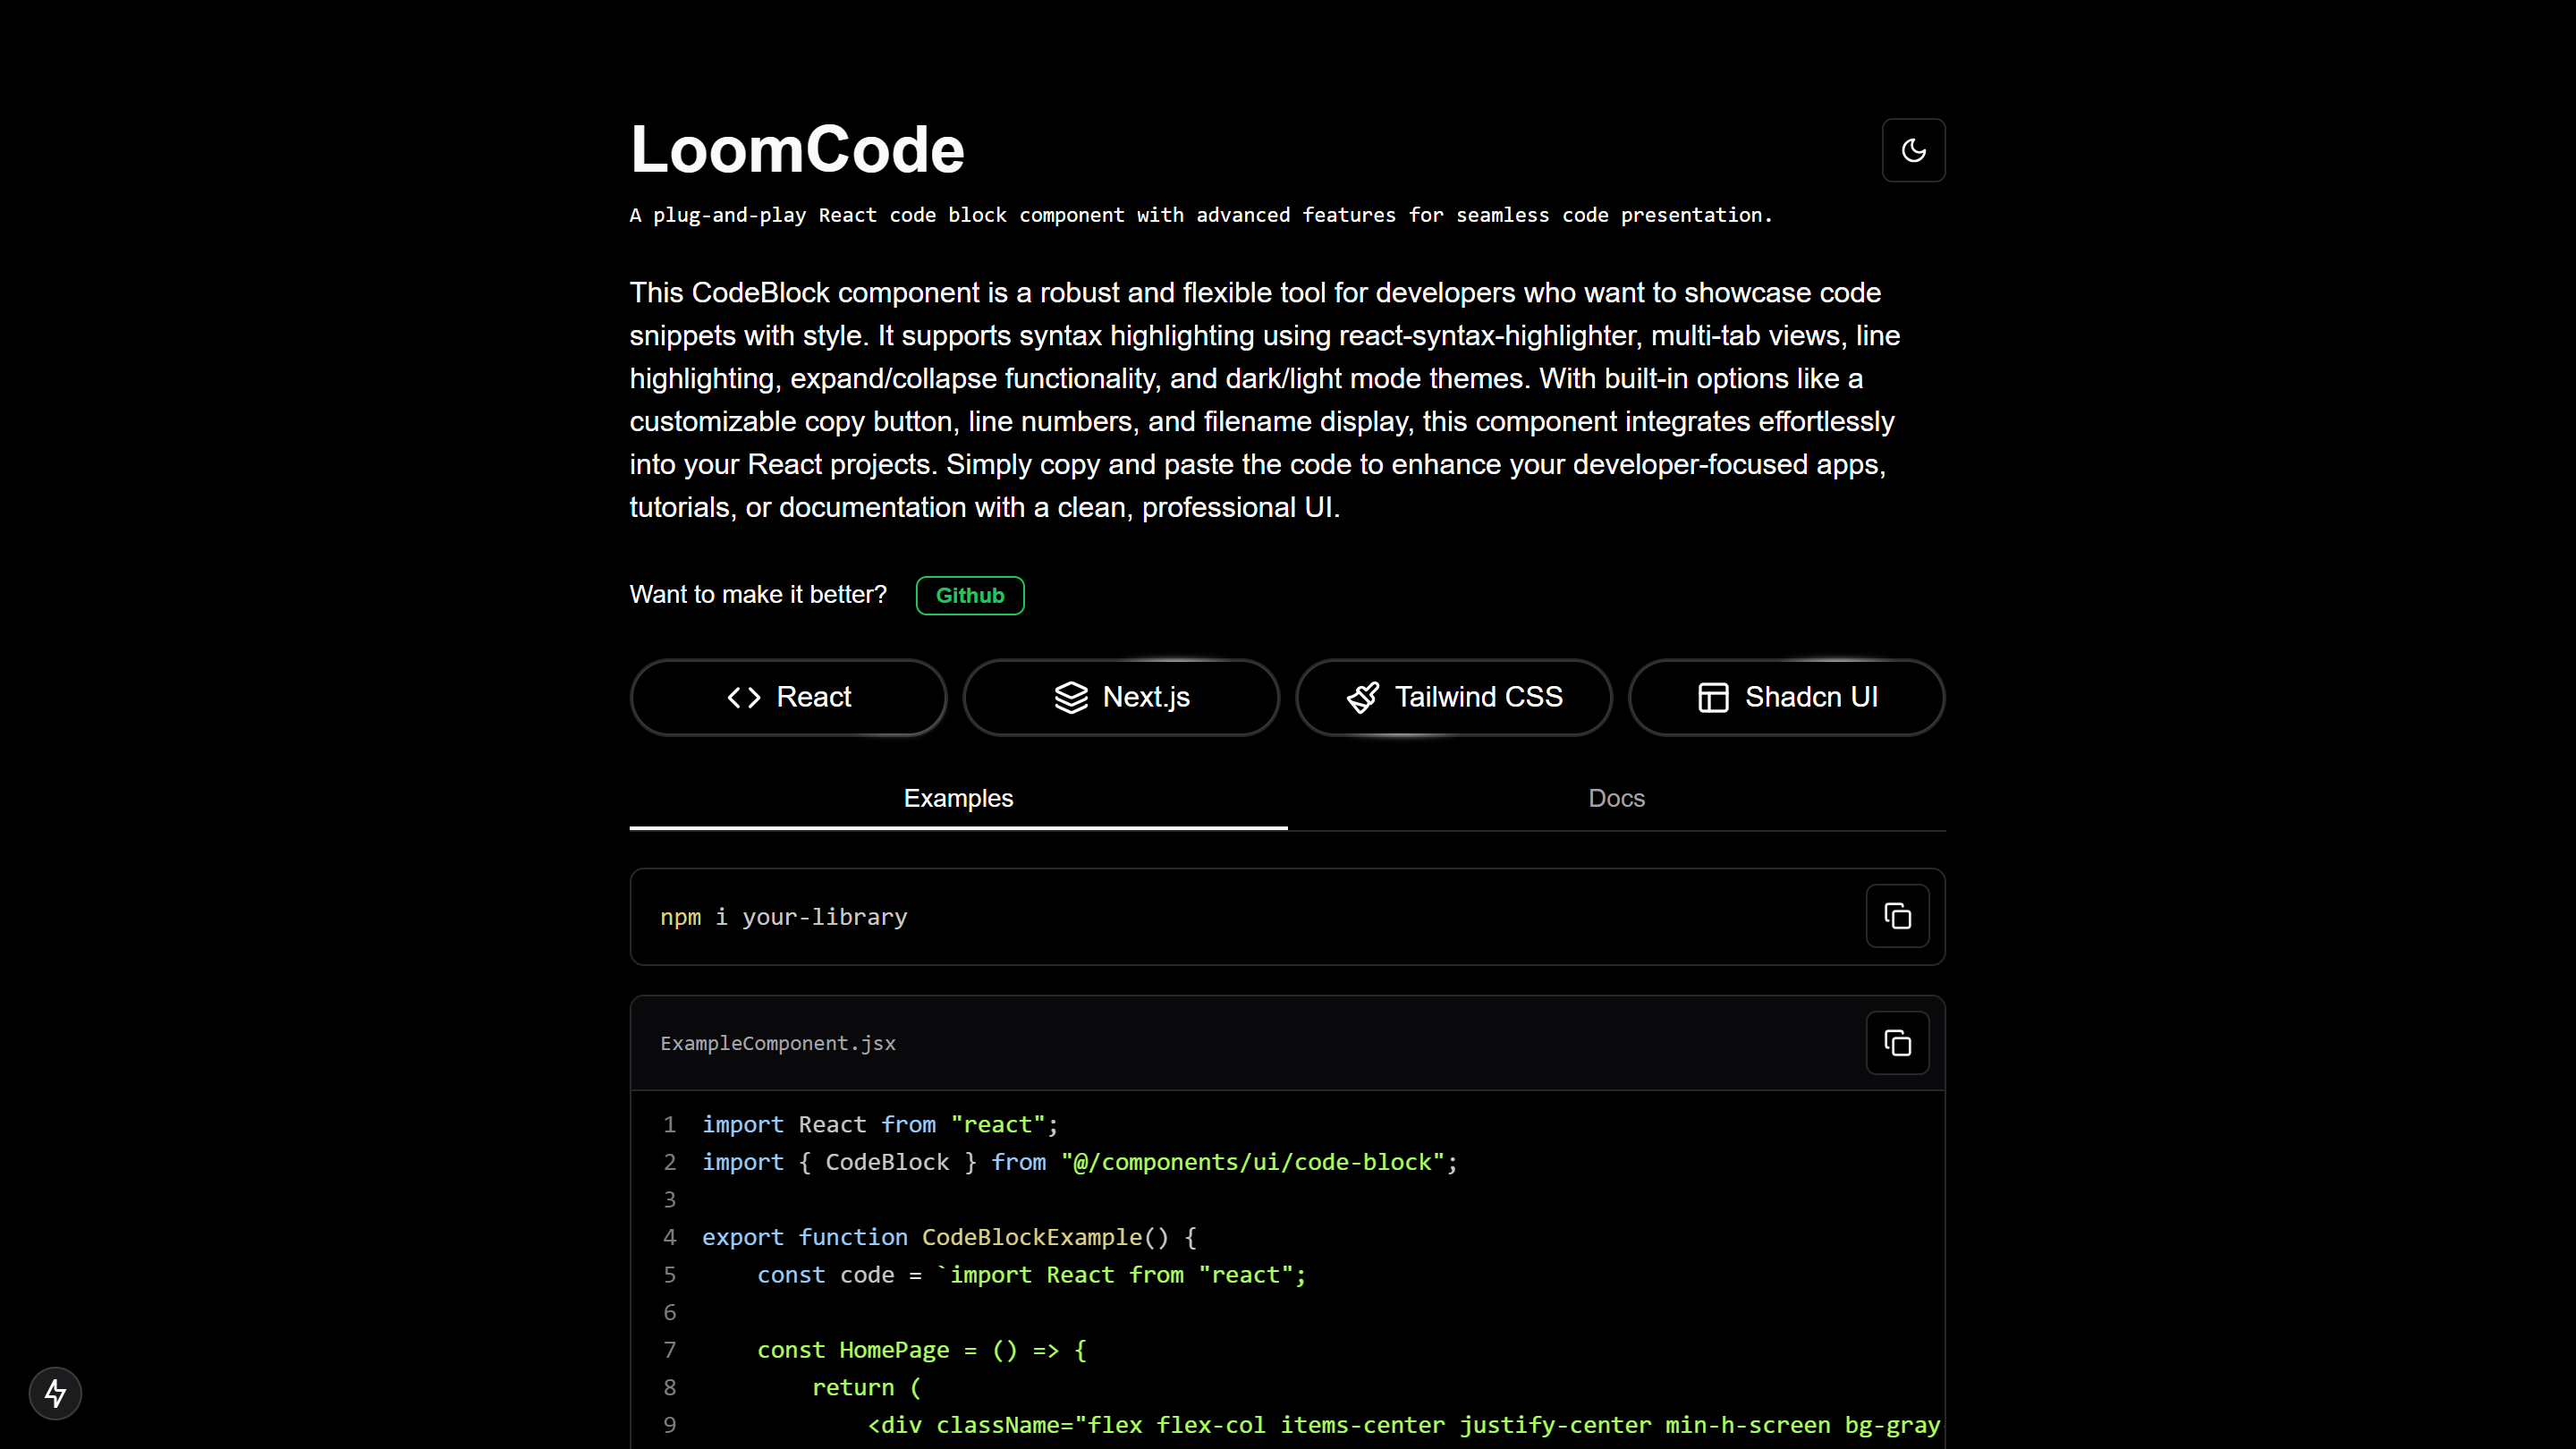 LoomCode
A plug-and-play React code block component with advanced features for seamless code presentation.
This CodeBlock component is a robust and flexible tool for developers who want to showcase code
snippets with style. It supports syntax highlighting using react-syntax-highlighter, multi-tab views, line
highlighting, expand/collapse functionality, and dark/light mode themes. With built-in options like a
customizable copy button, line numbers, and filename display, this component integrates effortlessly
into your React projects. Simply copy and paste the code to enhance your developer-focused apps,
tutorials, or documentation with a clean, professional UI.
Want to make it better? Github
React Next.js Tailwind CSS Shadcn UI
Examples Docs
npm i your-library
ExampleComponent.jsx
1 import React from "react";
2 import { CodeBlock } from "@/components/ui/code-block";
3
4 export function CodeBlockExample() {
5 const code = `import React from "react";
6
7 const HomePage = () => {
8 return (
9 <div className="flex flex-col items-center justify-center min-h-screen bg-gray